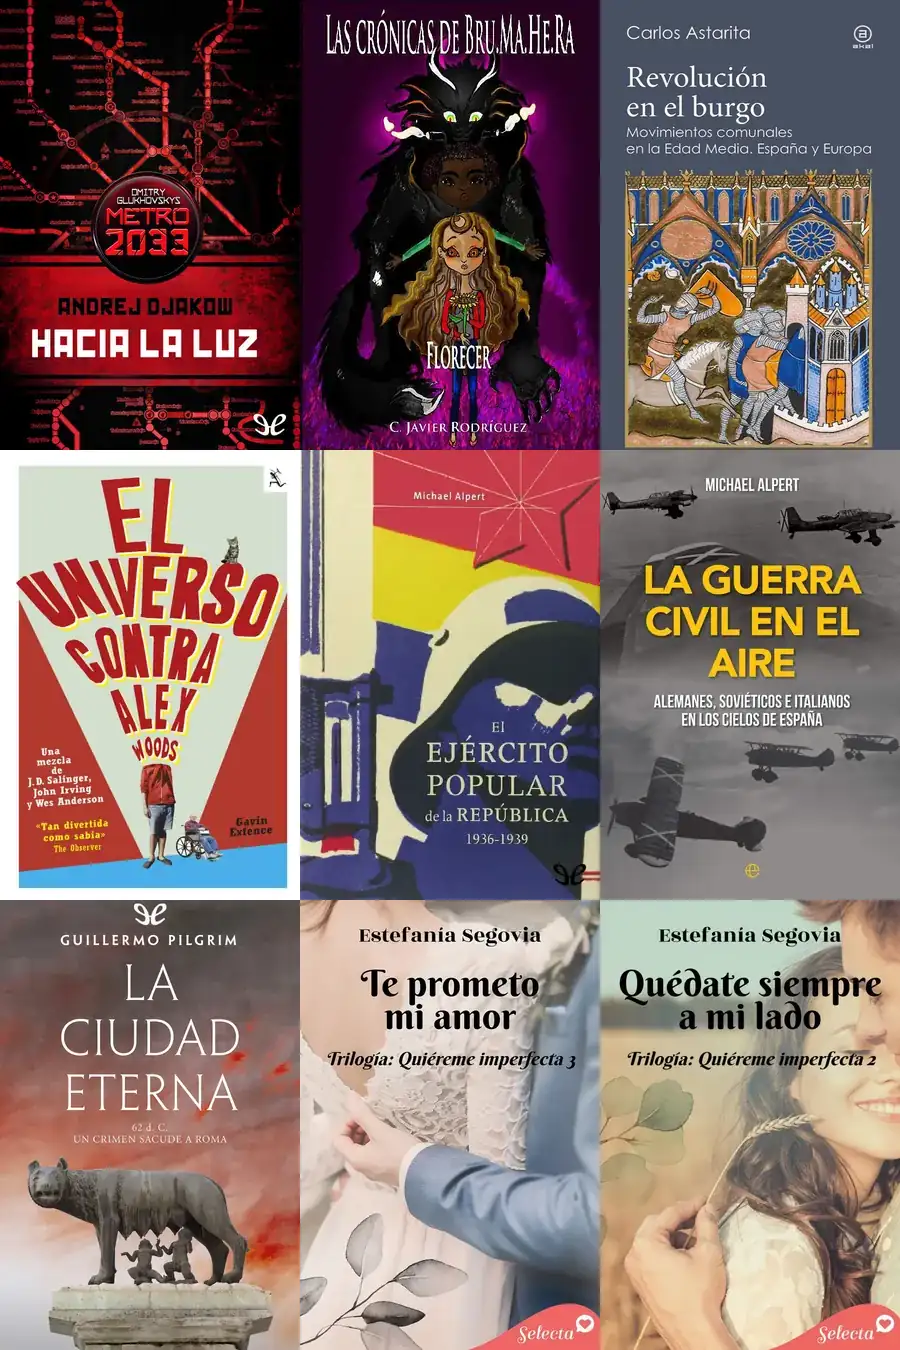 DMITRY
GLUKHOVSKYS
METRO
2033
ANDREJ DJAKOW
HACIA LA LUZ
LAS CRÓNICAS DE BRU.MA.HE.RA
FLORECER
C. JAVIER RODRÍGUEZ
Carlos Astarita
akal
Revolución
en el burgo
Movimientos comunales
en la Edad Media. España y Europa
EL
UNIVERSO
CONTRA
ALEX
WOODS
Una
mezcla
de
J.D. Salinger,
John Irving
y Wes Anderson
«Tan divertida
como sabia»
The Observer
Gavin
Extence
Michael Alpert
El
EJÉRCITO
POPULAR
de la REPÚBLICA
1936-1939
MICHAEL ALPERT
LA GUERRA
CIVIL EN EL
AIRE
ALEMANES, SOVIÉTICOS E ITALIANOS
EN LOS CIELOS DE ESPAÑA
GUILLERMO PILGRIM
LA
CIUDAD
ETERNA
62 d. C.
UN CRIMEN SACUDE A ROMA
Estefanía Segovia
Te prometo
mi amor
Trilogía: Quiéreme imperfecta 3
Selecta
Estefanía Segovia
Quédate siempre
a mi lado
Trilogía: Quiéreme imperfecta 2
Selecta